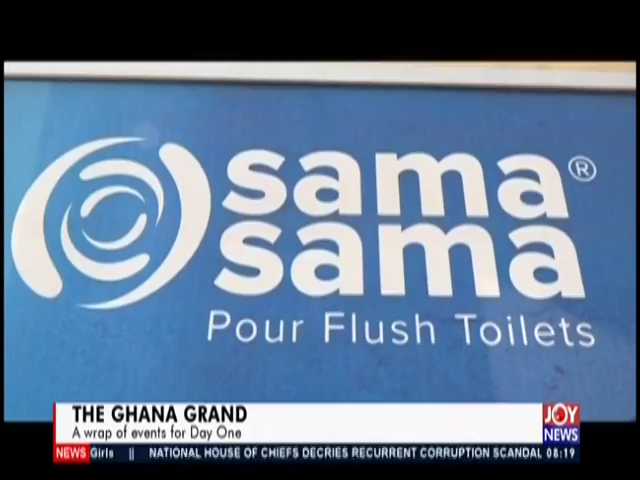 sama ®
sama
Pour Flush Toilets
THE GHANA GRAND
A wrap of events for Day One
JOY
NEWS
NEWS Girls || NATIONAL HOUSE OF CHIEFS DECRIES RECURRENT CORRUPTION SCANDAL 08:19